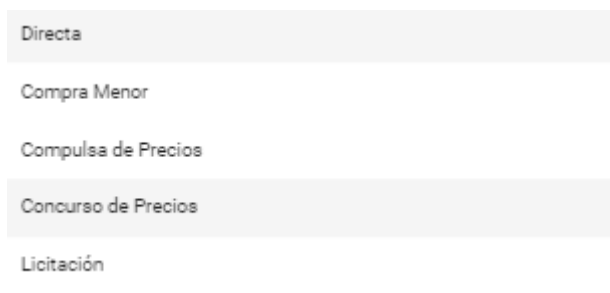 Directa
Compra Menor
Compulsa de Precios
Concurso de Precios
Licitación